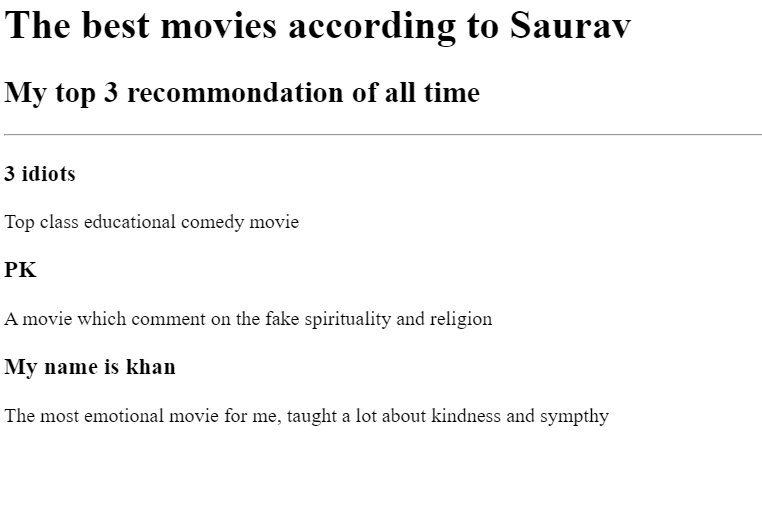 The best movies according to Saurav
My top 3 recommondation of all time
3 idiots
Top class educational comedy movie
PK
A movie which comment on the fake spirituality and religion
My name is khan
The most emotional movie for me, taught a lot about kindness and sympthy